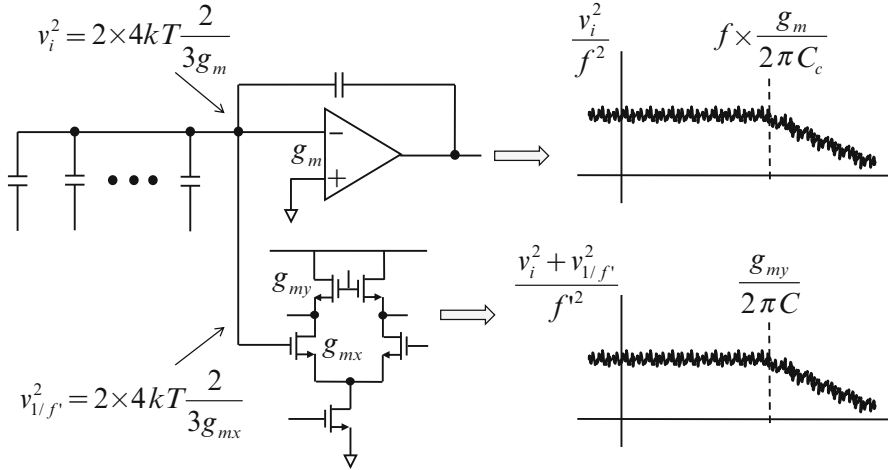 v_i^2 = 2×4kT 2/(3g_m)
v_i^2/f^2
f × g_m/(2πC_c)
g_m
−
+
g_my
g_mx
(v_i^2 + v_{1/f'}^2)/f'^2
g_my/(2πC)
v_{1/f'}^2 = 2×4kT 2/(3g_mx)